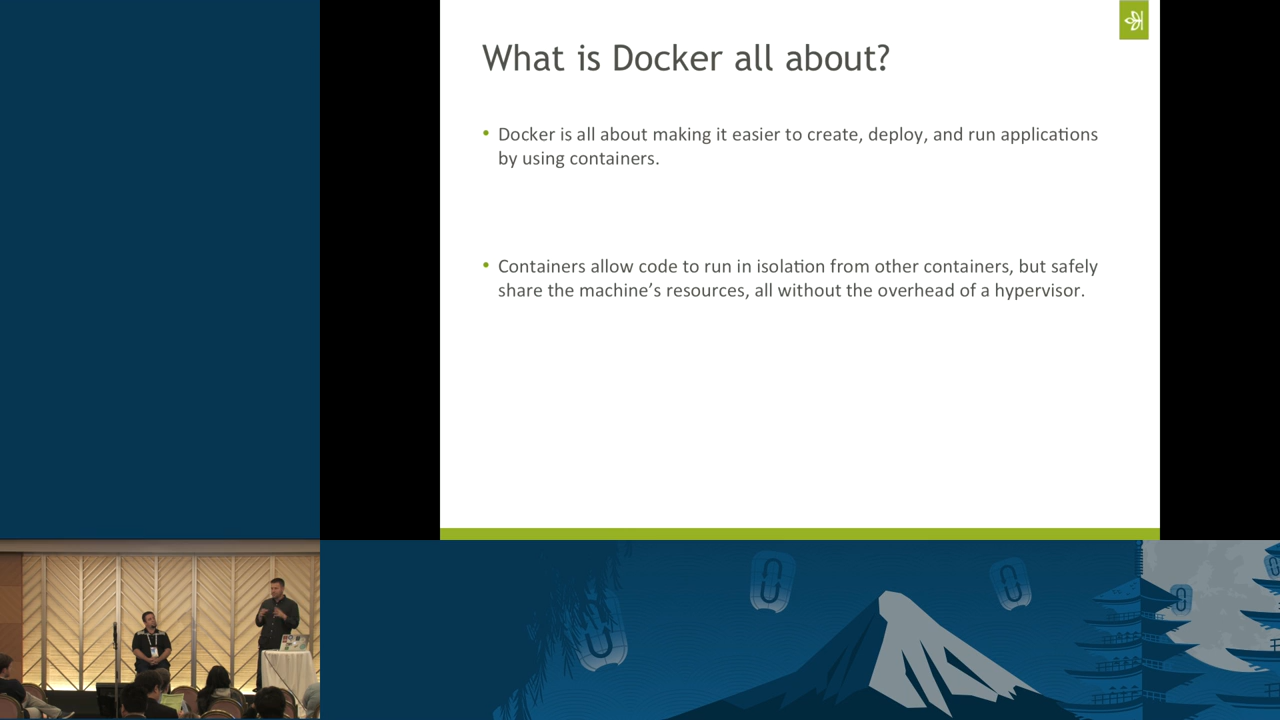 What is Docker all about?
• Docker is all about making it easier to create, deploy, and run applications
by using containers.
• Containers allow code to run in isolation from other containers, but safely
share the machine’s resources, all without the overhead of a hypervisor.